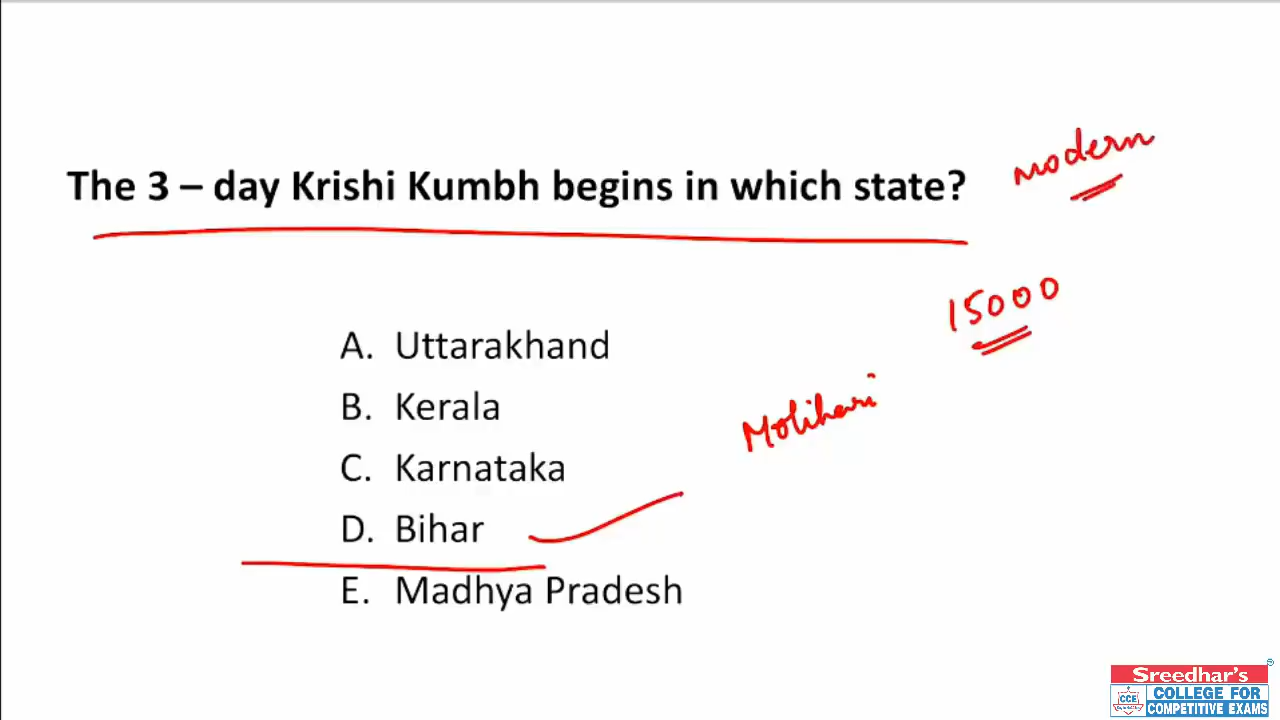 The 3 – day Krishi Kumbh begins in which state?
modern
15000
A. Uttarakhand
B. Kerala
Motihari
C. Karnataka
D. Bihar
E. Madhya Pradesh
Sreedhar's
CCE
COLLEGE FOR
COMPETITIVE EXAMS